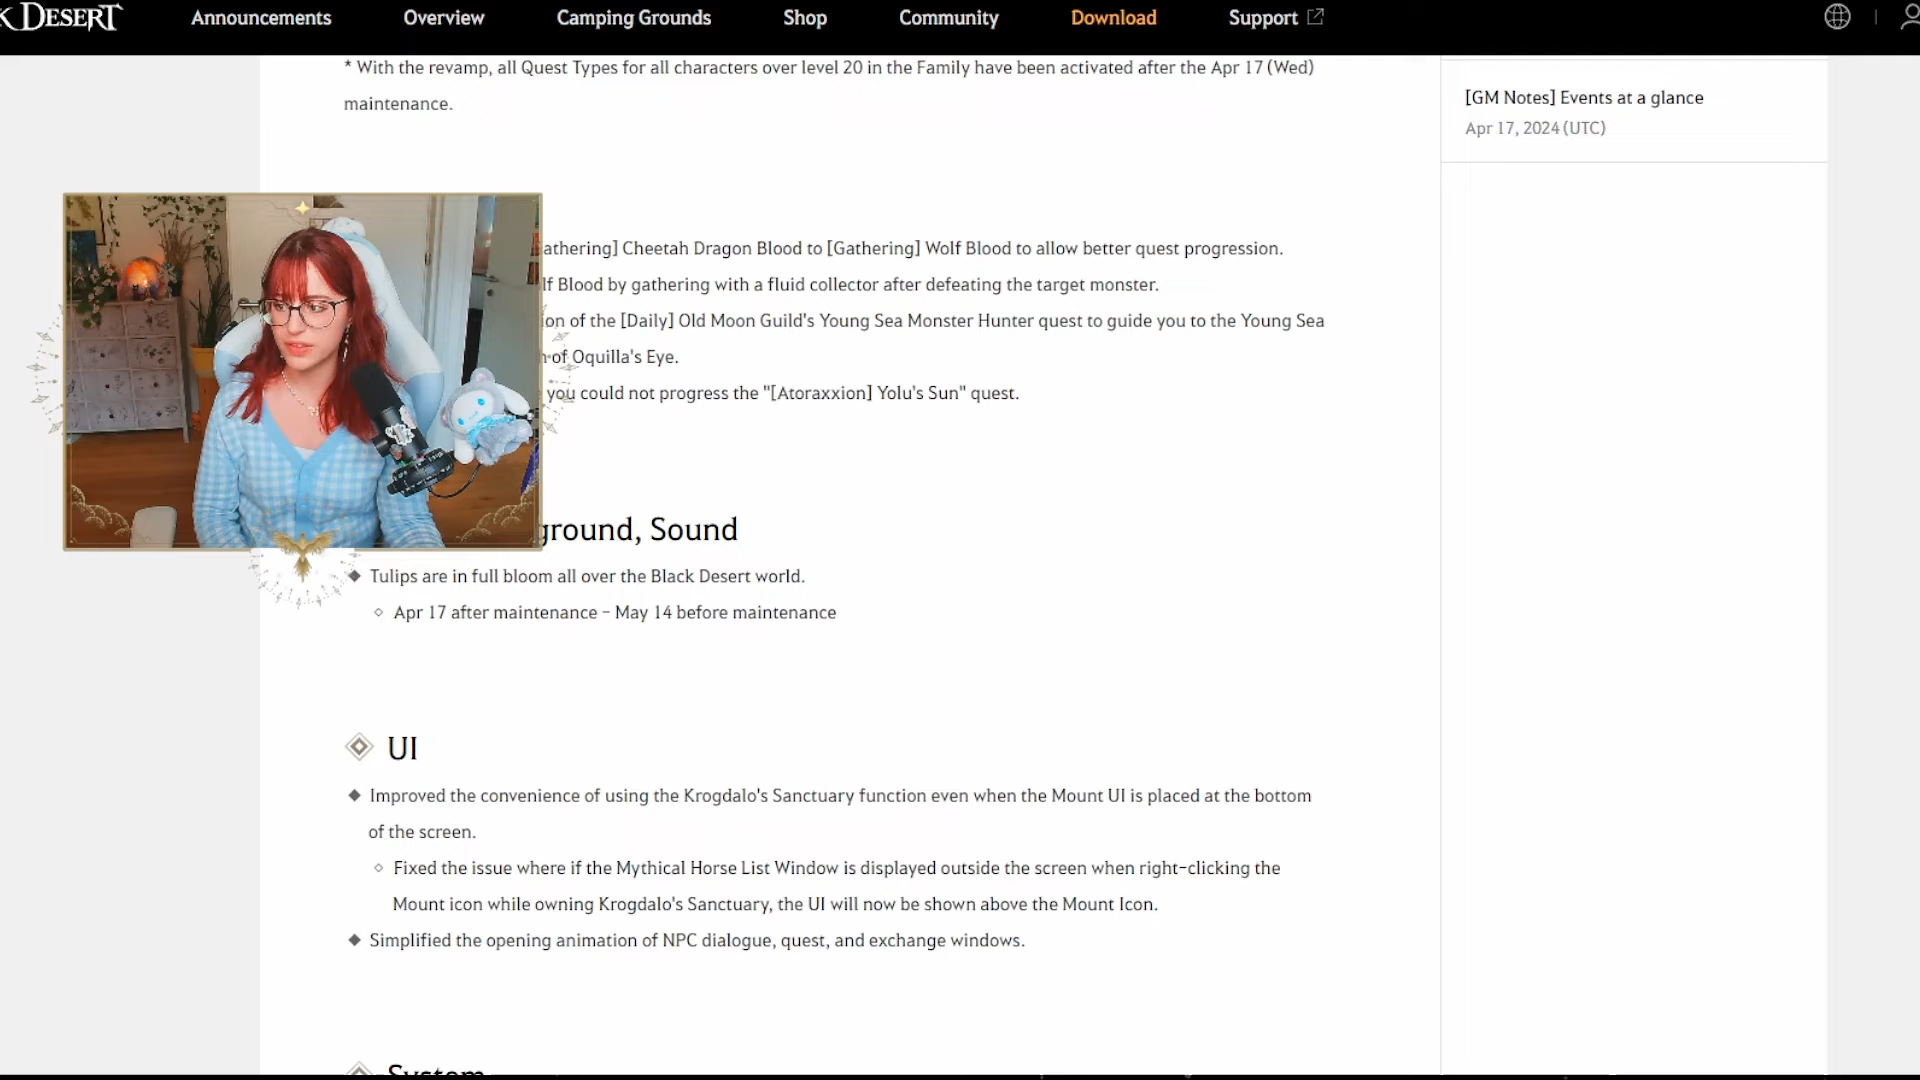 K DESERT
Announcements
Overview
Camping Grounds
Shop
Community
Download
Support
* With the revamp, all Quest Types for all characters over level 20 in the Family have been activated after the Apr 17 (Wed)
maintenance.
[GM Notes] Events at a glance
Apr 17, 2024 (UTC)
athering] Cheetah Dragon Blood to [Gathering] Wolf Blood to allow better quest progression.
lf Blood by gathering with a fluid collector after defeating the target monster.
ion of the [Daily] Old Moon Guild's Young Sea Monster Hunter quest to guide you to the Young Sea
of Oquilla's Eye.
you could not progress the "[Atoraxxion] Yolu's Sun" quest.
ground, Sound
◆ Tulips are in full bloom all over the Black Desert world.
◇ Apr 17 after maintenance – May 14 before maintenance
UI
◆ Improved the convenience of using the Krogdalo's Sanctuary function even when the Mount UI is placed at the bottom
of the screen.
◇ Fixed the issue where if the Mythical Horse List Window is displayed outside the screen when right-clicking the
Mount icon while owning Krogdalo's Sanctuary, the UI will now be shown above the Mount Icon.
◆ Simplified the opening animation of NPC dialogue, quest, and exchange windows.
System